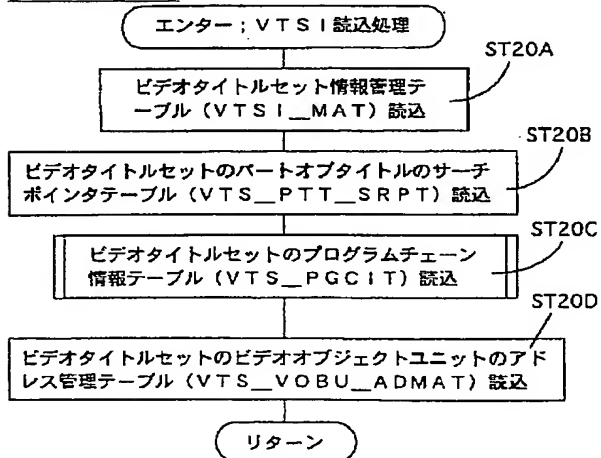 エンター；ＶＴＳＩ読込処理
ST20A
ビデオタイトルセット情報管理テ
ーブル（ＶＴＳＩ＿ＭＡＴ）読込
ST20B
ビデオタイトルセットのパートオブタイトルのサーチ
ポインタテーブル（ＶＴＳ＿ＰＴＴ＿ＳＲＰＴ）読込
ST20C
ビデオタイトルセットのプログラムチェーン
情報テーブル（ＶＴＳ＿ＰＧＣＩＴ）読込
ST20D
ビデオタイトルセットのビデオオブジェクトユニットのアド
レス管理テーブル（ＶＴＳ＿ＶＯＢＵ＿ＡＤＭＡＴ）読込
リターン